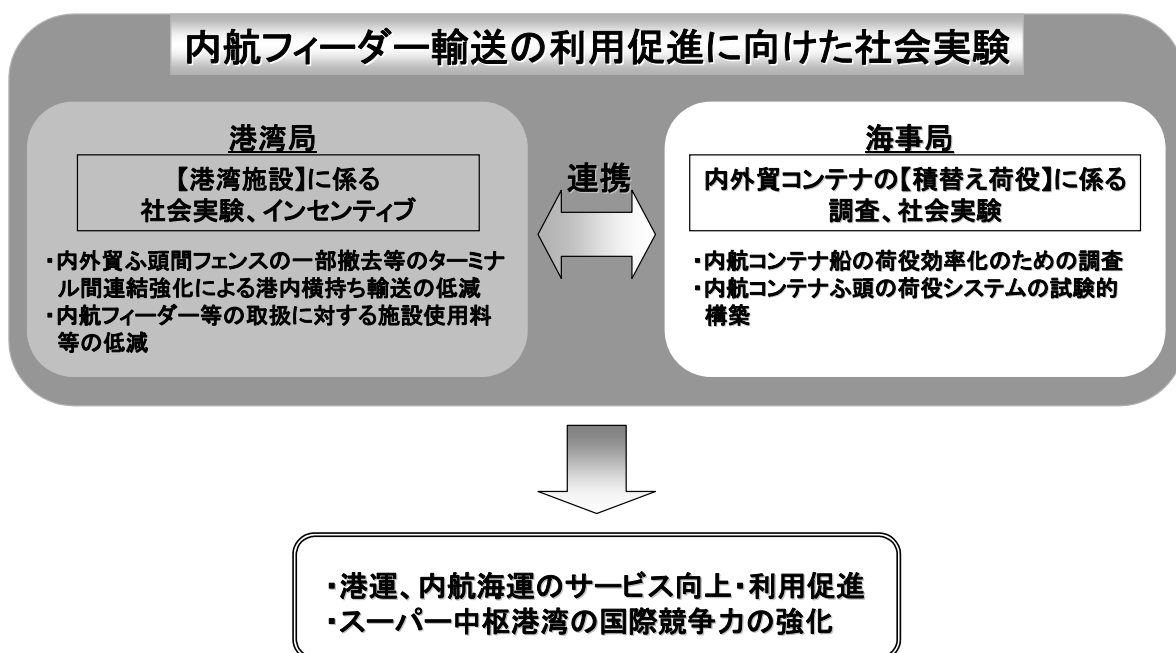 内航フィーダー輸送の利用促進に向けた社会実験
港湾局
【港湾施設】に係る
社会実験、インセンティブ
・内外貿ふ頭間フェンスの一部撤去等のターミナ
ル間連結強化による港内横持ち輸送の低減
・内航フィーダー等の取扱に対する施設使用料
等の低減
連携
海事局
内外貿コンテナの【積替え荷役】に係る
調査、社会実験
・内航コンテナ船の荷役効率化のための調査
・内航コンテナふ頭の荷役システムの試験的
構築
・港運、内航海運のサービス向上・利用促進
・スーパー中枢港湾の国際競争力の強化